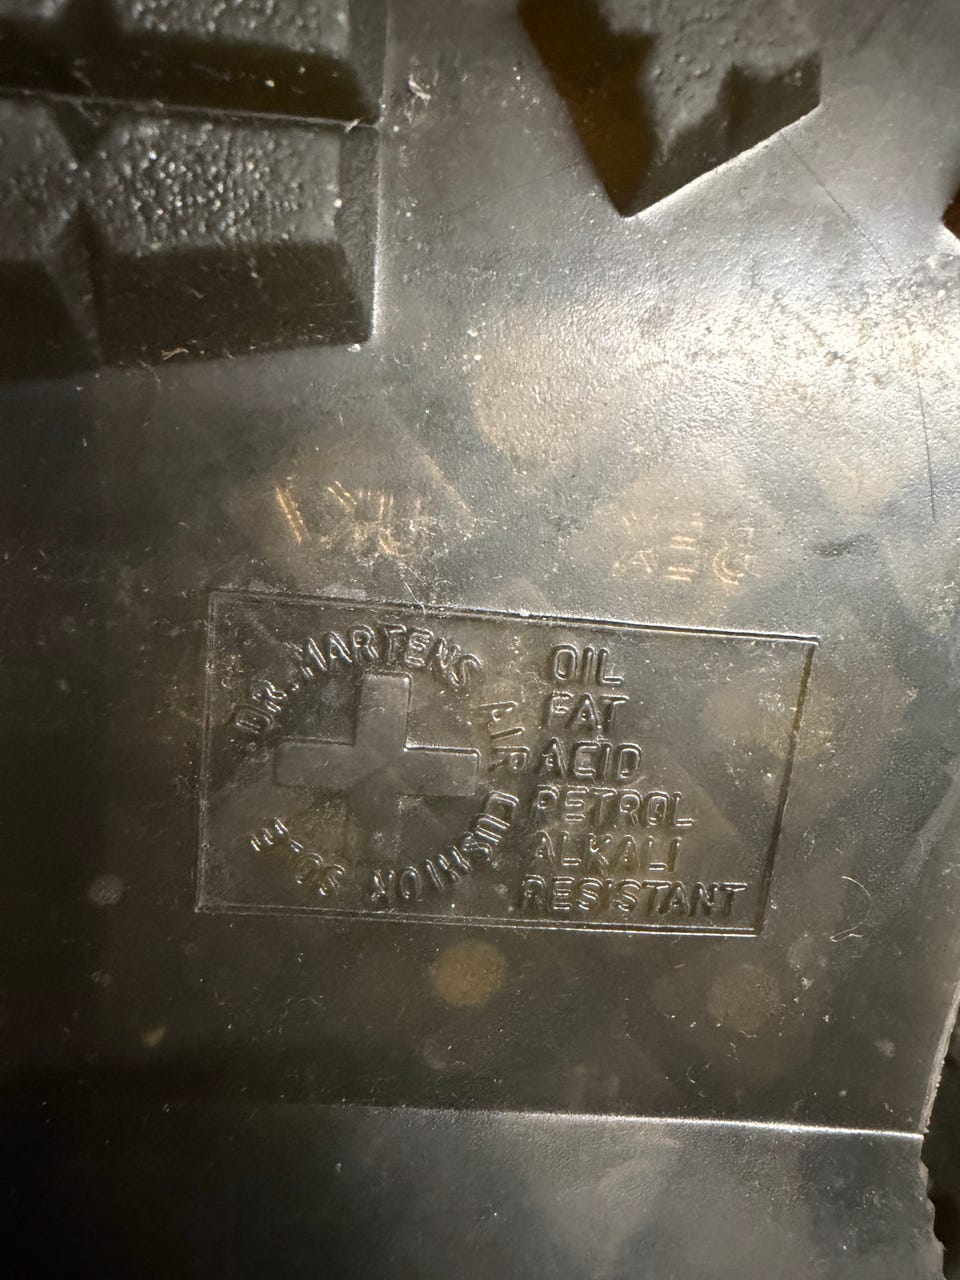 DR. MARTENS AIR CUSHION SOLE
OIL
FAT
ACID
PETROL
ALKALI
RESISTANT